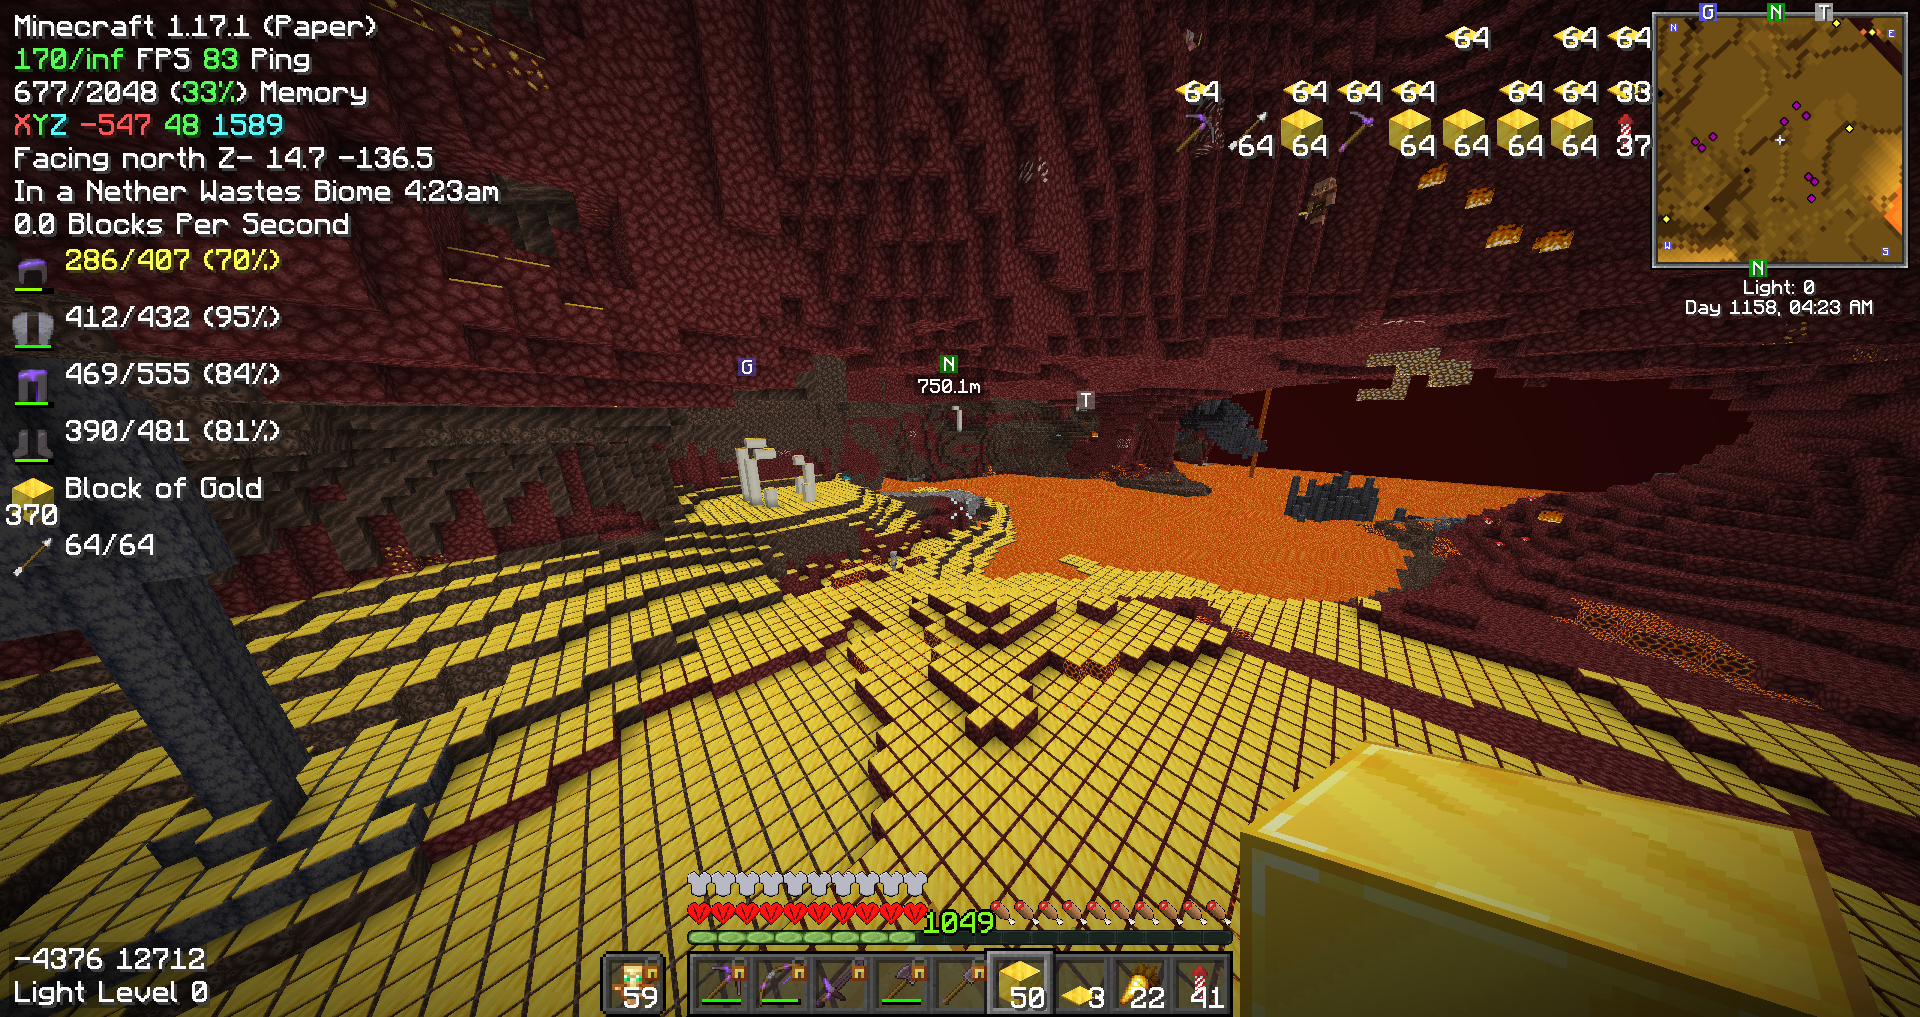 Minecraft 1.17.1 (Paper)
170/inf FPS 83 Ping
677/2048 (33%) Memory
XYZ -547 48 1589
Facing north Z- 14.7 -136.5
In a Nether Wastes Biome 4:23am
0.0 Blocks Per Second
286/407 (70%)
412/432 (95%)
469/555 (84%)
390/481 (81%)
Block of Gold
370
64/64
-4376 12712
Light Level 0
64 64 64
64 64 64 64 64 64 33
64 64 64 64 64 64 37
G N T
N E
W S
N
Light: 0
Day 1158, 04:23 AM
G N T
750.1m
1049
59 50 3 22 41